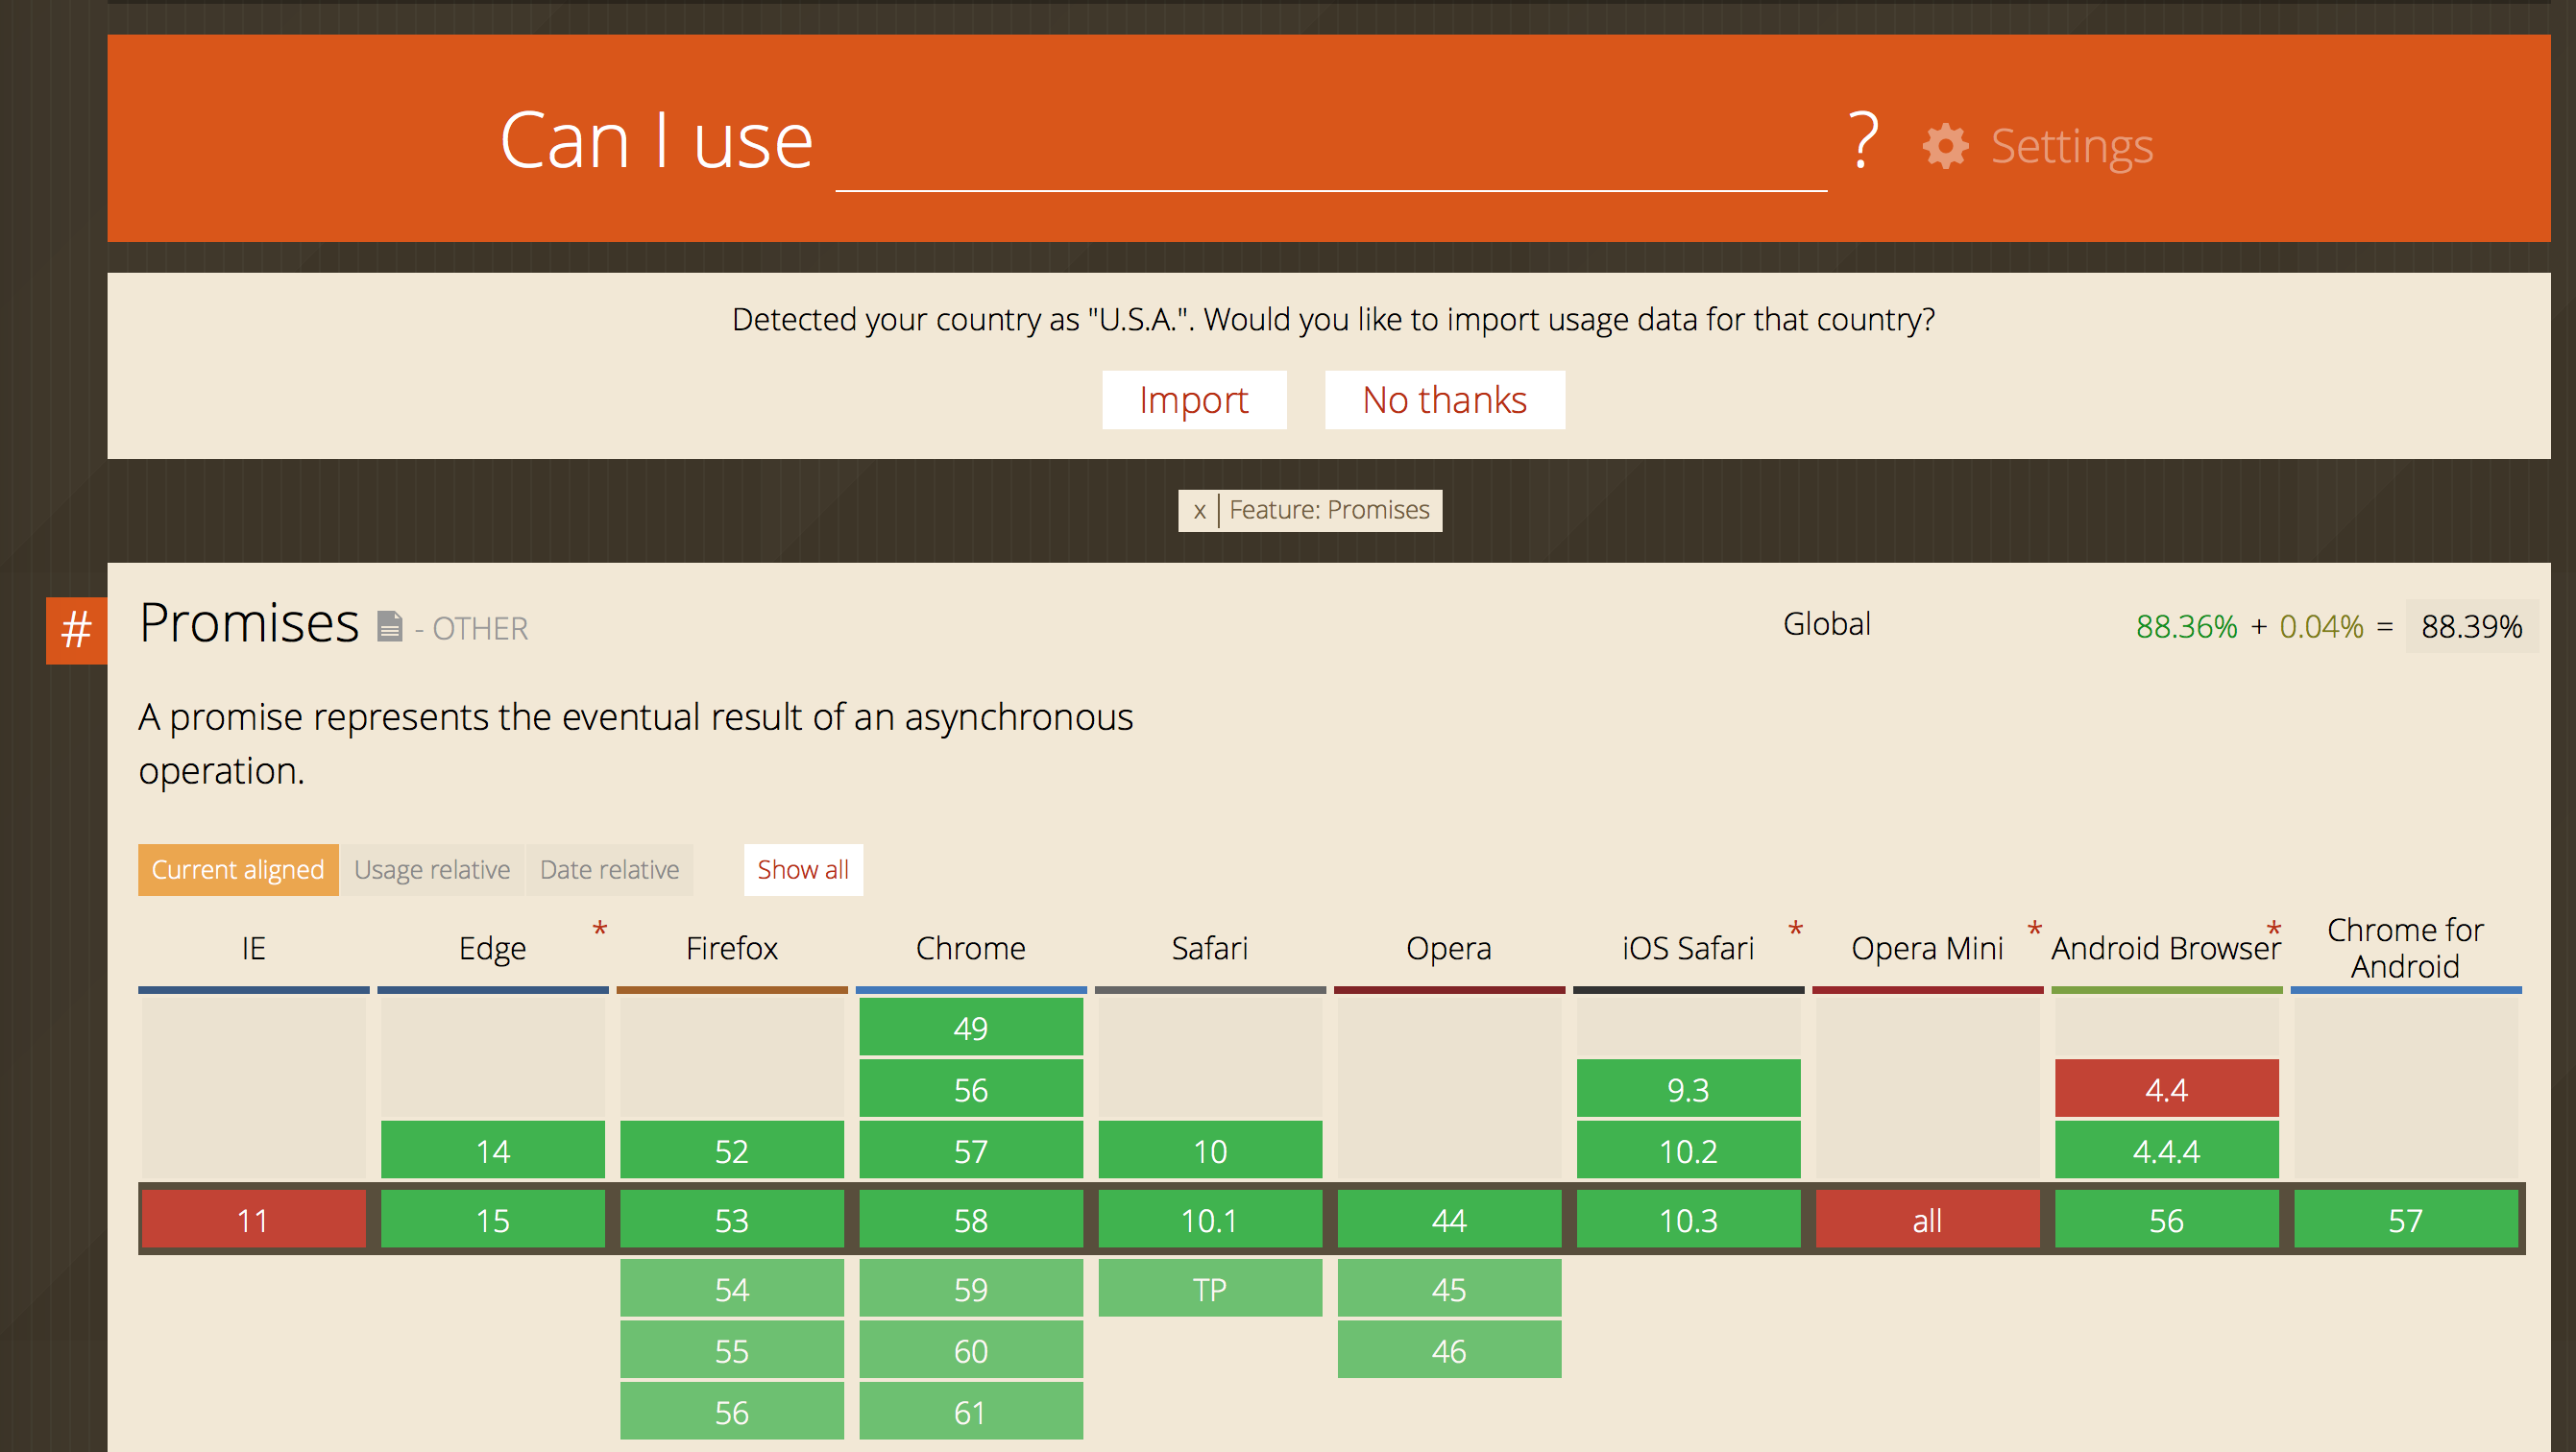 Can I use ? Settings
Detected your country as "U.S.A.". Would you like to import usage data for that country?
Import No thanks
x Feature: Promises
#
Promises - OTHER
Global 88.36% + 0.04% = 88.39%
A promise represents the eventual result of an asynchronous
operation.
Current aligned Usage relative Date relative Show all
IE Edge * Firefox Chrome Safari Opera iOS Safari * Opera Mini * Android Browser * Chrome for
Android
49
56 9.3 4.4
14 52 57 10 10.2 4.4.4
11 15 53 58 10.1 44 10.3 all 56 57
54 59 TP 45
55 60 46
56 61